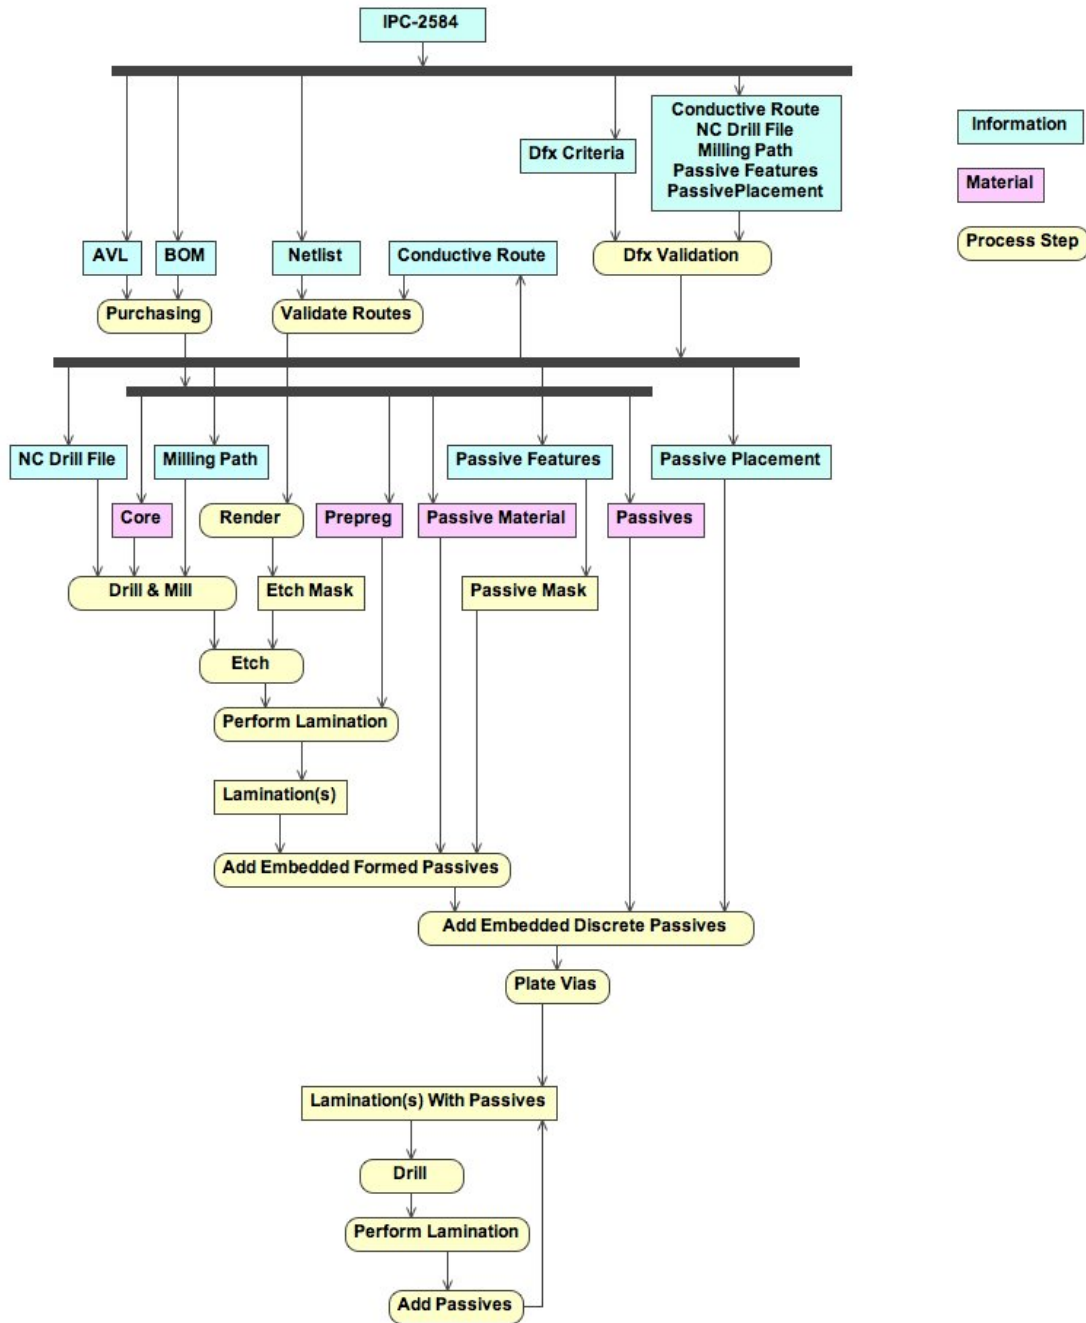 IPC-2584
Conductive Route
NC Drill File
Milling Path
Passive Features
PassivePlacement
Information
Dfx Criteria
Material
AVL
BOM
Netlist
Conductive Route
Dfx Validation
Process Step
Purchasing
Validate Routes
NC Drill File
Milling Path
Passive Features
Passive Placement
Core
Render
Prepreg
Passive Material
Passives
Drill & Mill
Etch Mask
Passive Mask
Etch
Perform Lamination
Lamination(s)
Add Embedded Formed Passives
Add Embedded Discrete Passives
Plate Vias
Lamination(s) With Passives
Drill
Perform Lamination
Add Passives